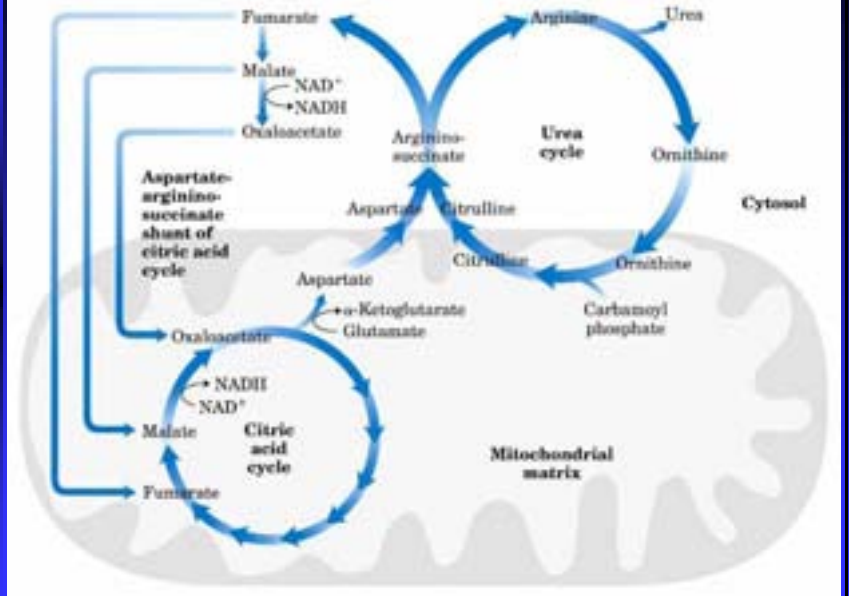 Fumarate
Malate
NAD⁺
NADH
Oxaloacetate
Arginine
Urea
Arginino-
succinate
Urea
cycle
Ornithine
Aspartate-
arginino-
succinate
shunt of
citric acid
cycle
Aspartate
Citrulline
Cytosol
Citrulline
Ornithine
Aspartate
α-Ketoglutarate
Glutamate
Carbamoyl
phosphate
Oxaloacetate
NADH
NAD⁺
Malate
Citric
acid
cycle
Mitochondrial
matrix
Fumarate